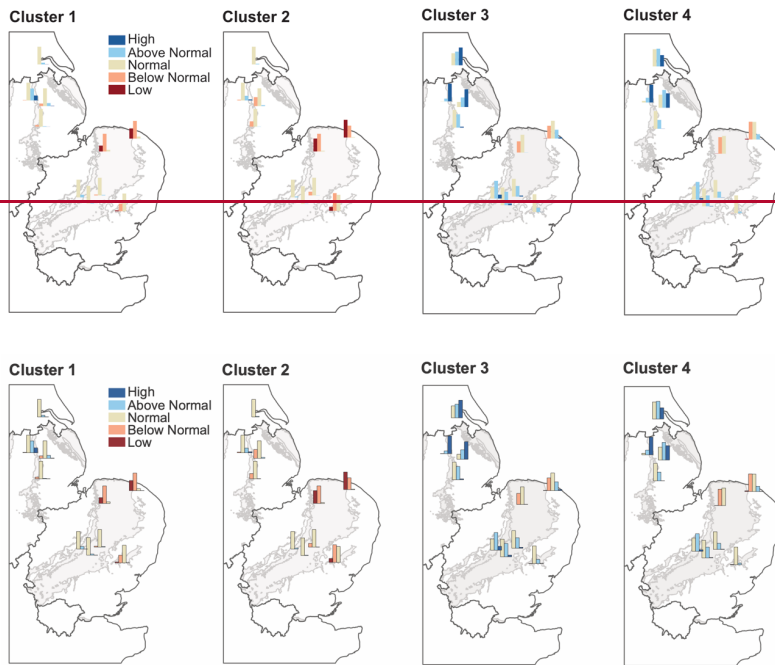 Cluster 1
Cluster 2
Cluster 3
Cluster 4
High
Above Normal
Normal
Below Normal
Low
Cluster 1
Cluster 2
Cluster 3
Cluster 4
High
Above Normal
Normal
Below Normal
Low